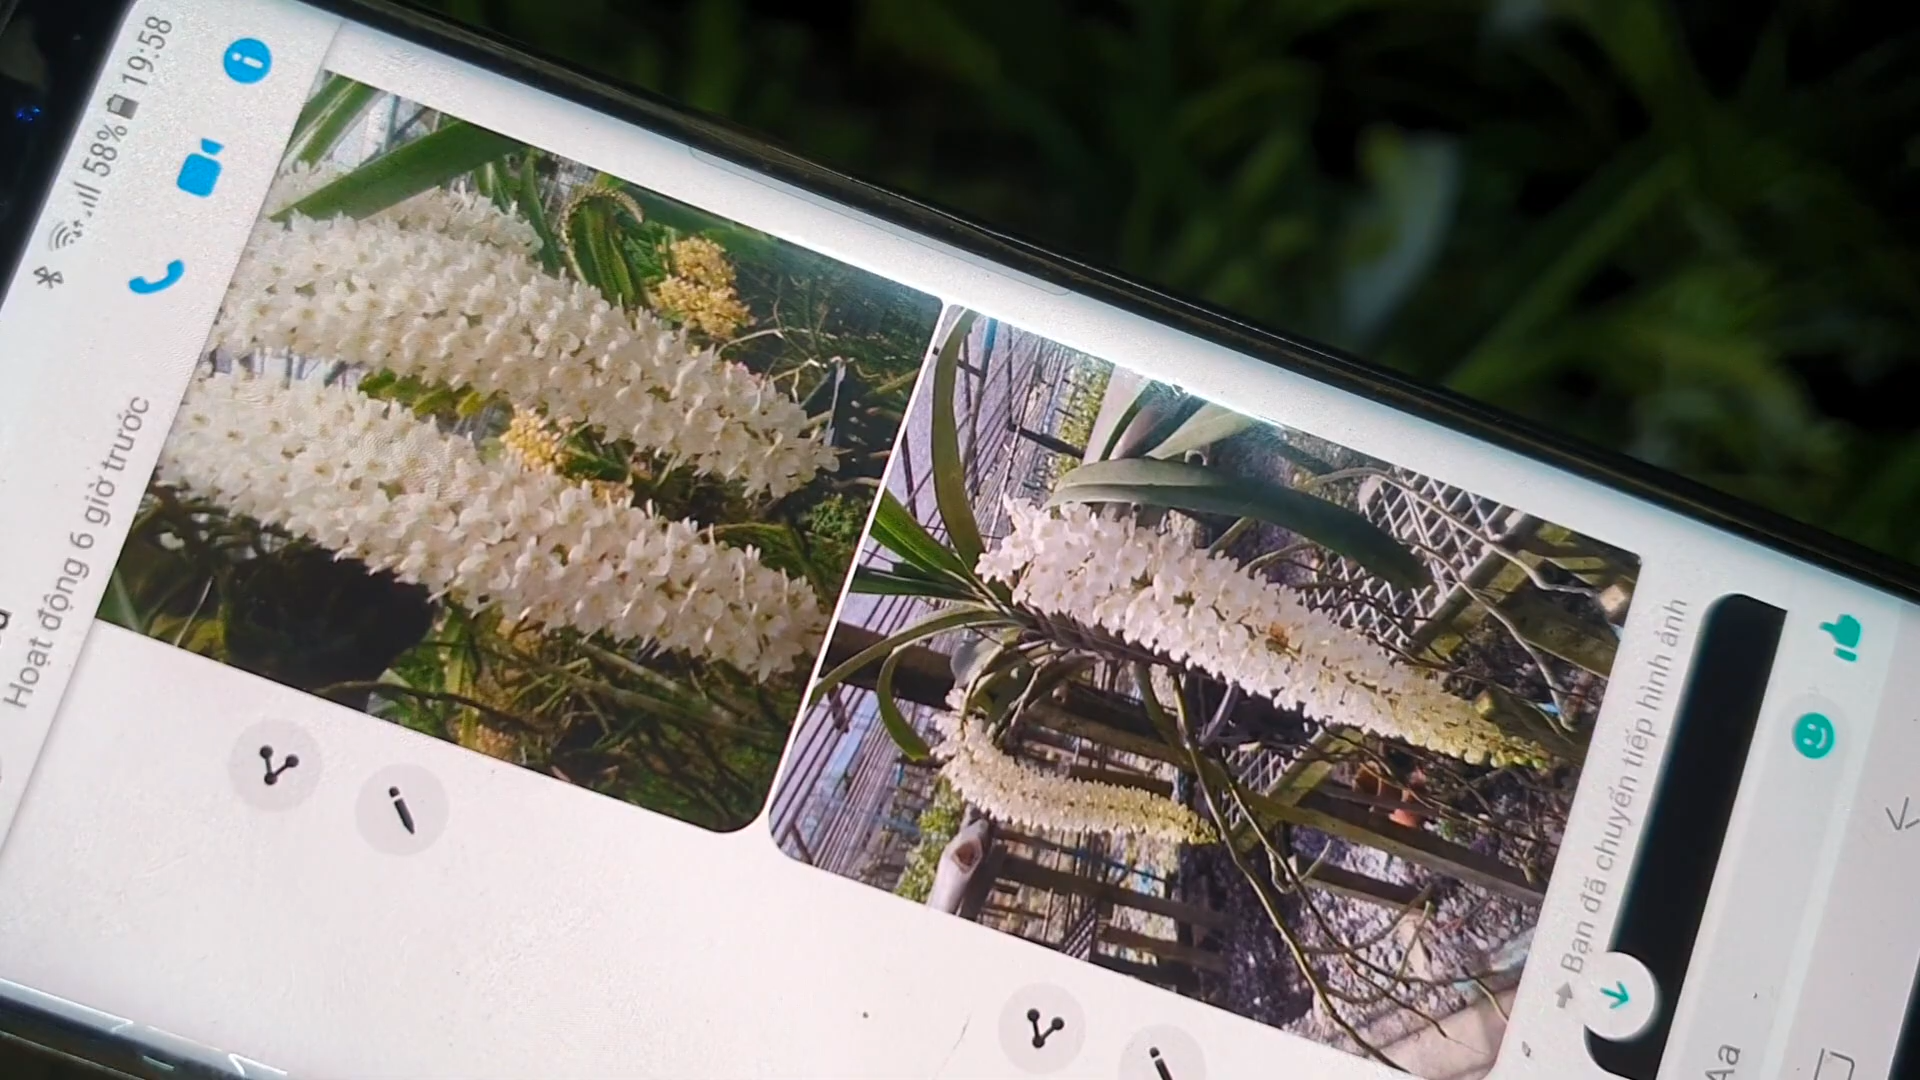 58% 19:58
Hoạt động 6 giờ trước
Bạn đã chuyển tiếp hình ảnh
Aa